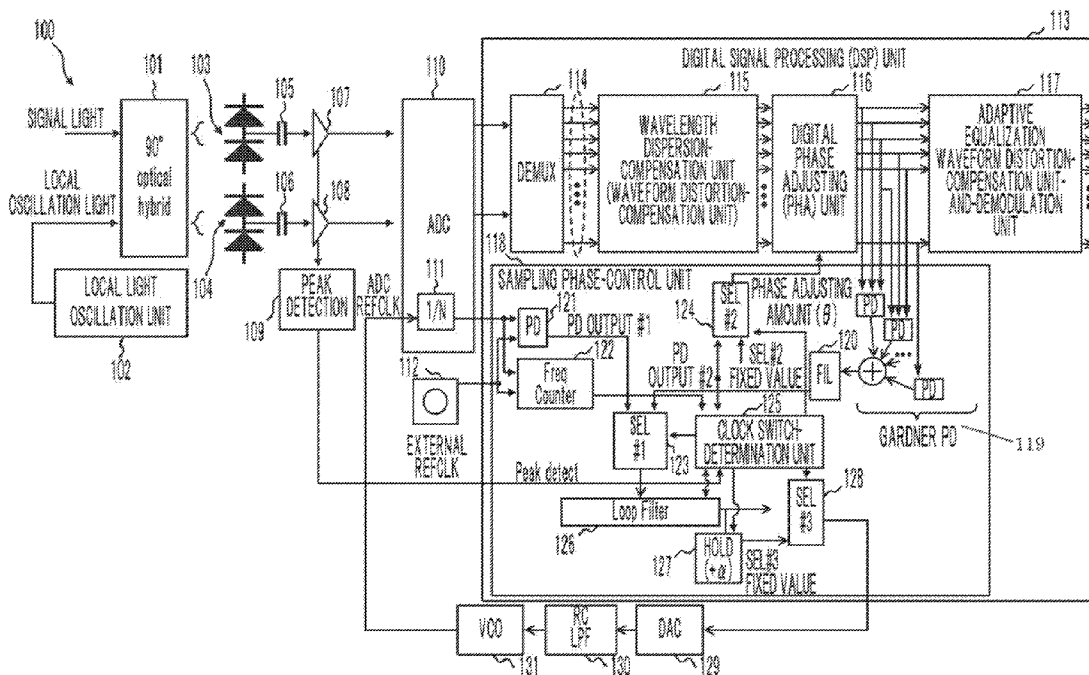 113
100
DIGITAL SIGNAL PROCESSING (DSP) UNIT
101
103
105
107
110
114
115
116
117
SIGNAL LIGHT
LOCAL
OSCILLATION LIGHT
90°
optical
hybrid
104
106
108
ADC
DEMUX
WAVELENGTH
DISPERSION-
COMPENSATION UNIT
(WAVEFORM DISTORTION-
COMPENSATION UNIT)
DIGITAL
PHASE
ADJUSTING
(PHA) UNIT
ADAPTIVE
EQUALIZATION
WAVEFORM DISTORTION-
COMPENSATION UNIT-
AND-DEMODULATION
UNIT
118
SAMPLING PHASE-CONTROL UNIT
LOCAL LIGHT
OSCILLATION UNIT
102
PEAK
DETECTION
109
ADC
REFCLK
111
1/N
121
PD
PD OUTPUT #1
124
SEL
#2
PHASE ADJUSTING
AMOUNT (θ)
PD
PD
PD
120
FIL
GARDNER PD
119
112
EXTERNAL
REFCLK
122
Freq
Counter
PD
OUTPUT #2
SEL#2
FIXED VALUE
125
SEL
#1
123
CLOCK SWITCH-
DETERMINATION UNIT
Peak detect
Loop Filter
126
128
SEL
#3
127
HOLD
(+α)
SEL#3
FIXED VALUE
VCO
131
RC
LPF
130
DAC
129